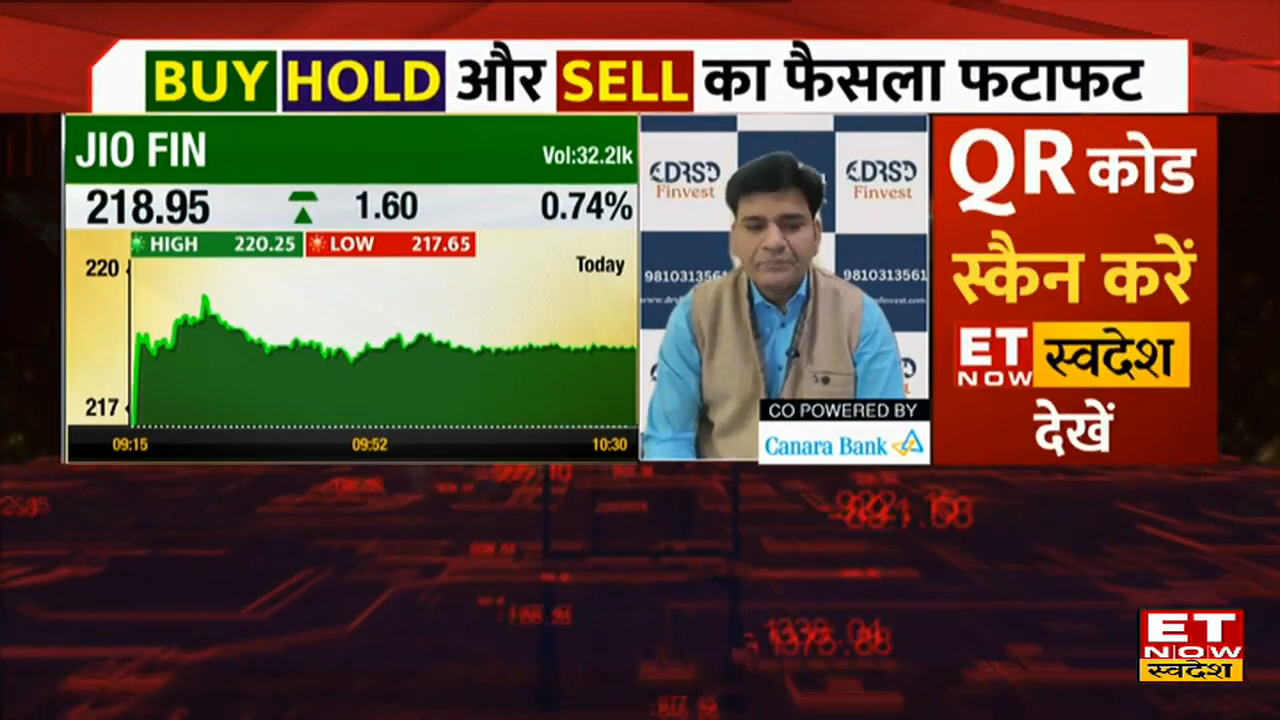 BUY HOLD और SELL का फैसला फटाफट
JIO FIN
Vol:32.2lk
218.95 1.60 0.74%
HIGH 220.25 LOW 217.65
220
Today
217
09:15 09:52 10:30
DRSD
Finvest
DRSD
Finvest
9810313561
9810313561
CO POWERED BY
Canara Bank
QR कोड
स्कैन करें
ET
NOW
स्वदेश
देखें
ET
NOW
स्वदेश